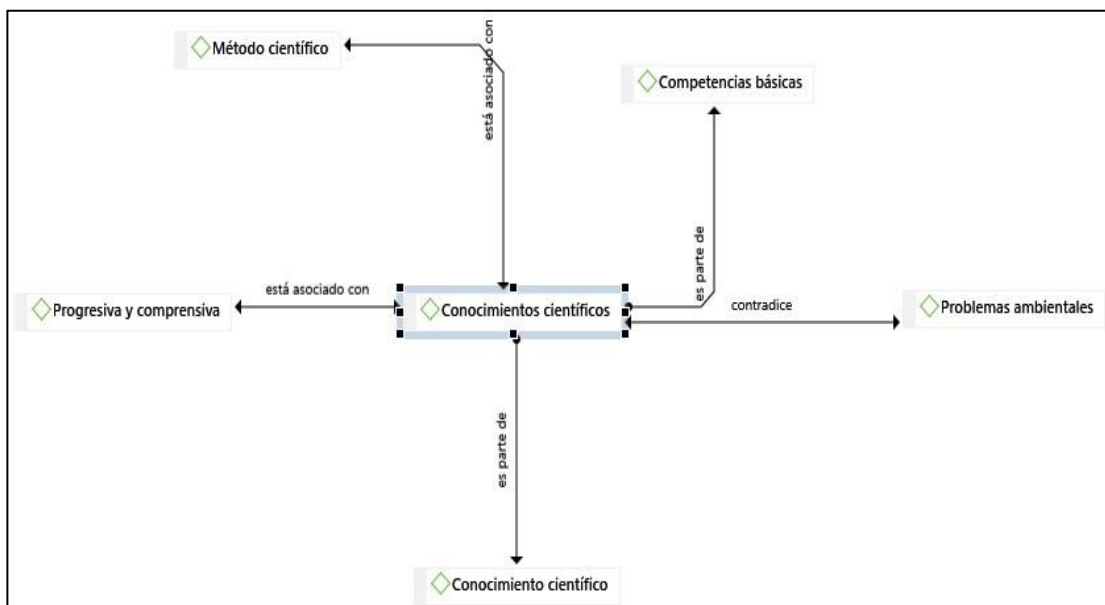 Método científico
está asociado con
Competencias básicas
es parte de
está asociado con
Progresiva y comprensiva
Conocimientos científicos
contradice
Problemas ambientales
es parte de
Conocimiento científico